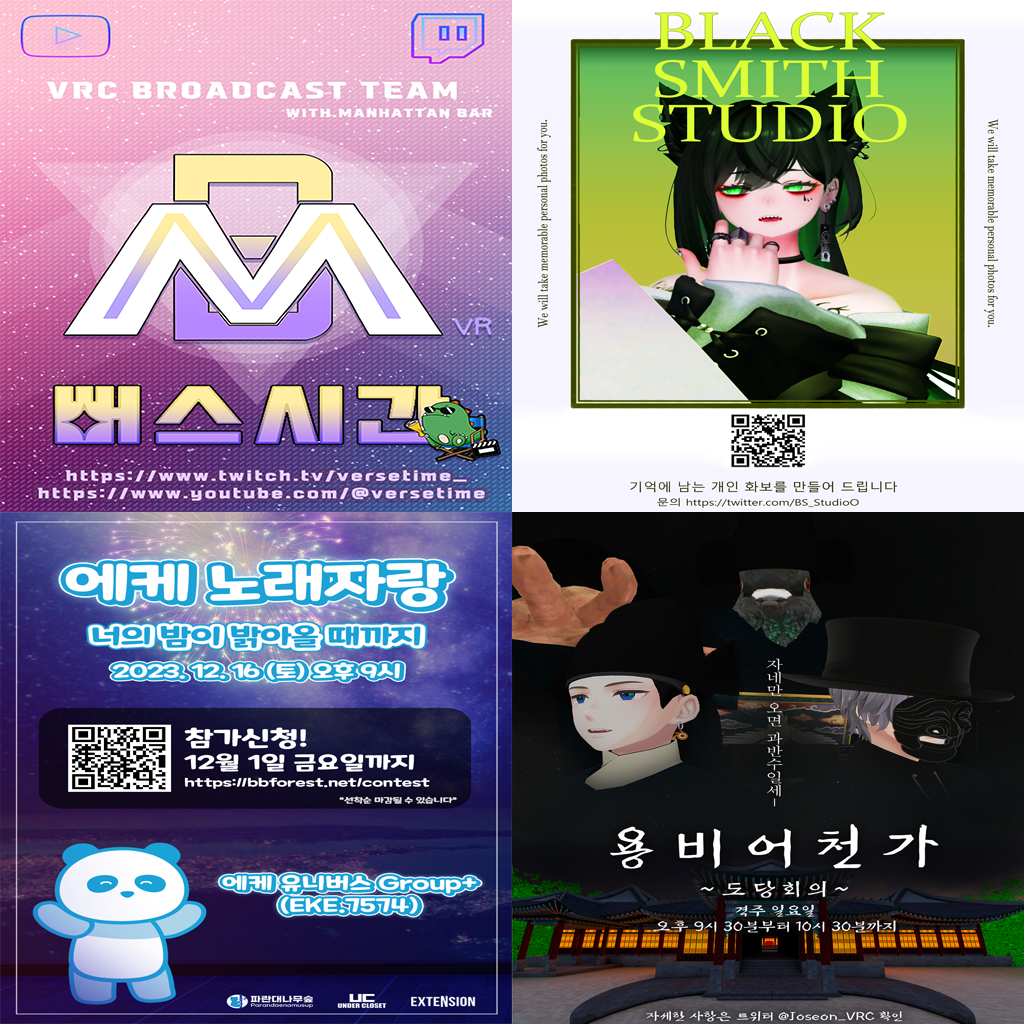 VRC BROADCAST TEAM
WITH.MANHATTAN BAR
VR
뻐스시간
https://www.twitch.tv/versetime_
https://www.youtube.com/@versetime
BLACK
SMITH
STUDIO
We will take memorable personal photos for you.
We will take memorable personal photos for you.
기억에 남는 개인 화보를 만들어 드립니다
문의 https://twitter.com/BS_StudioO
에케 노래자랑
너의 밤이 밝아올 때까지
2023. 12. 16 (토) 오후 9시
참가신청!
12월 1일 금요일까지
https://bbforest.net/contest
"선착순 마감될 수 있습니다"
에케 유니버스 Group+
(EKE.7574)
파란대나무숲
Parandaenamusup
UC
UNDER CLOSET
EXTENSION
자네만 오면 과반수일세-
용비어천가
~도당회의~
격주 일요일
오후 9시 30분부터 10시 30분까지
자세한 사항은 트위터 @Joseon_VRC 확인